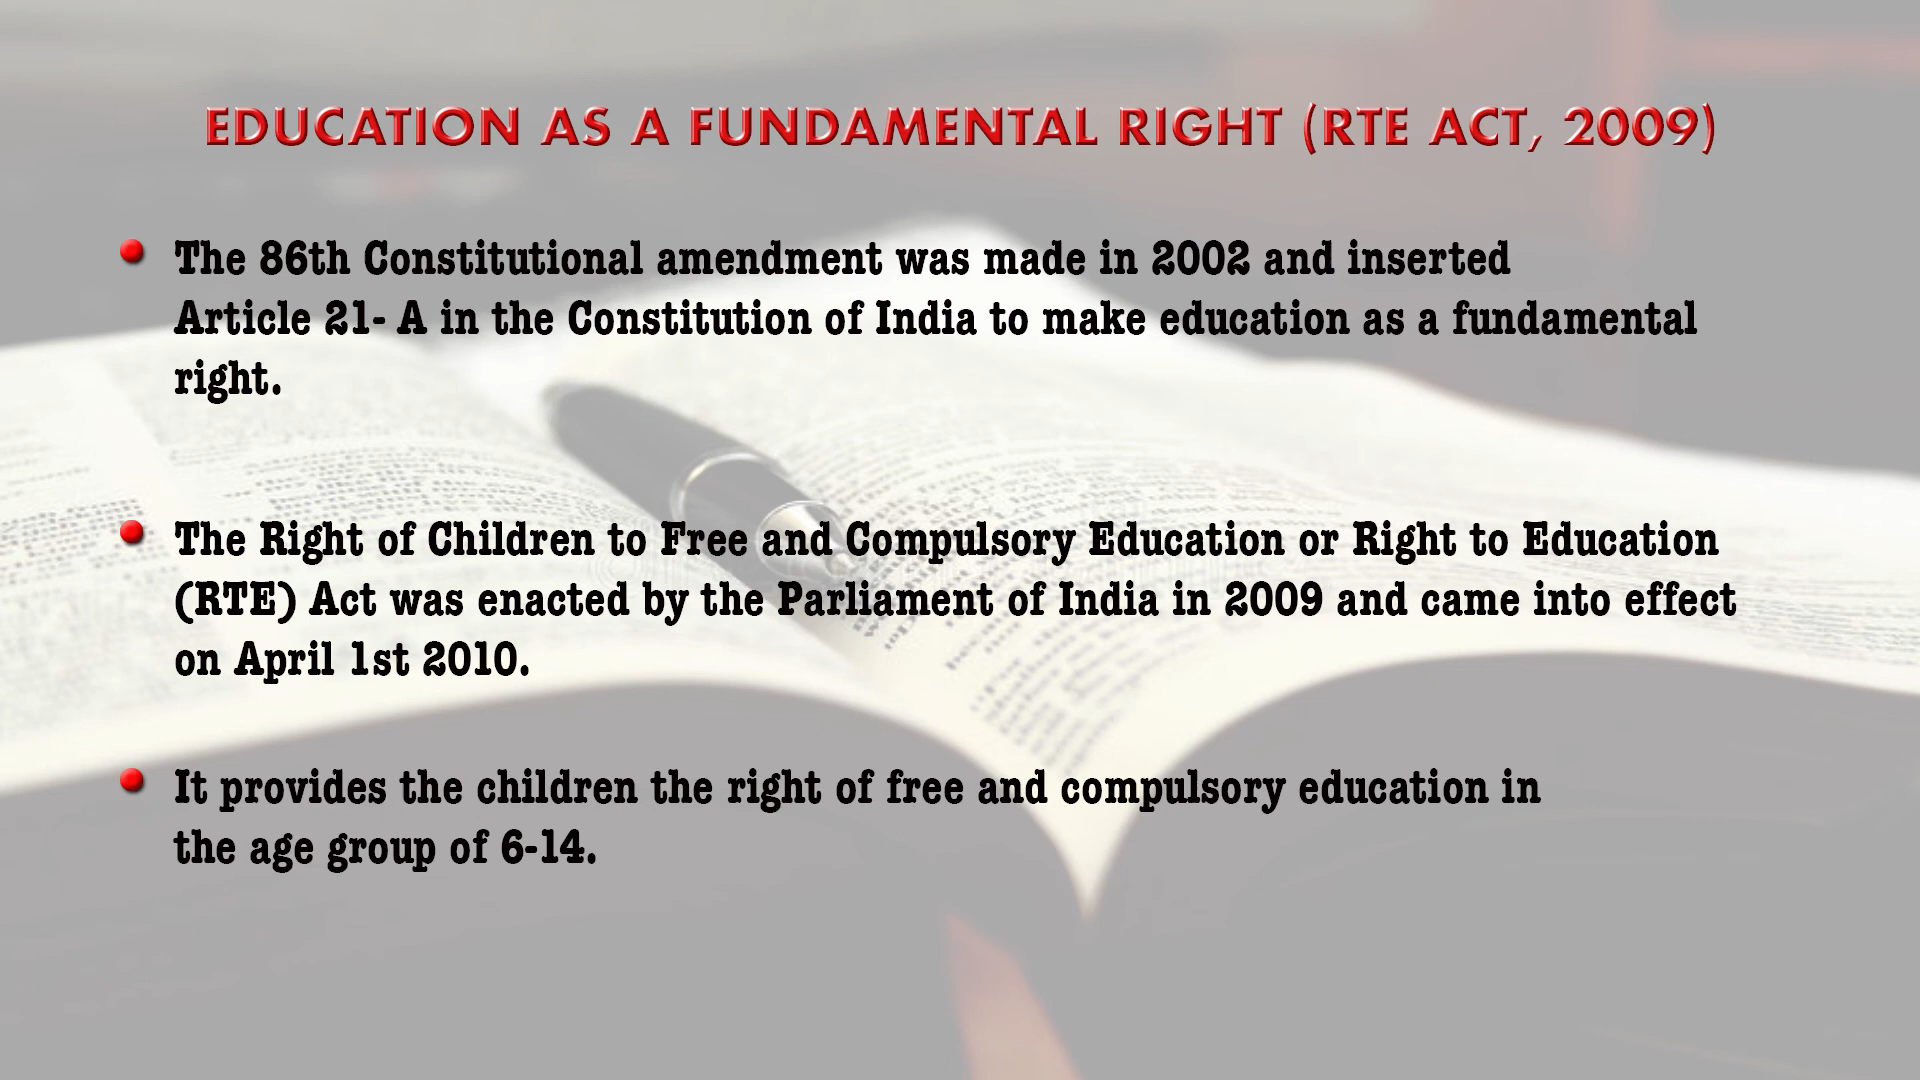 EDUCATION AS A FUNDAMENTAL RIGHT (RTE ACT, 2009)
The 86th Constitutional amendment was made in 2002 and inserted
Article 21- A in the Constitution of India to make education as a fundamental
right.
The Right of Children to Free and Compulsory Education or Right to Education
(RTE) Act was enacted by the Parliament of India in 2009 and came into effect
on April 1st 2010.
It provides the children the right of free and compulsory education in
the age group of 6-14.